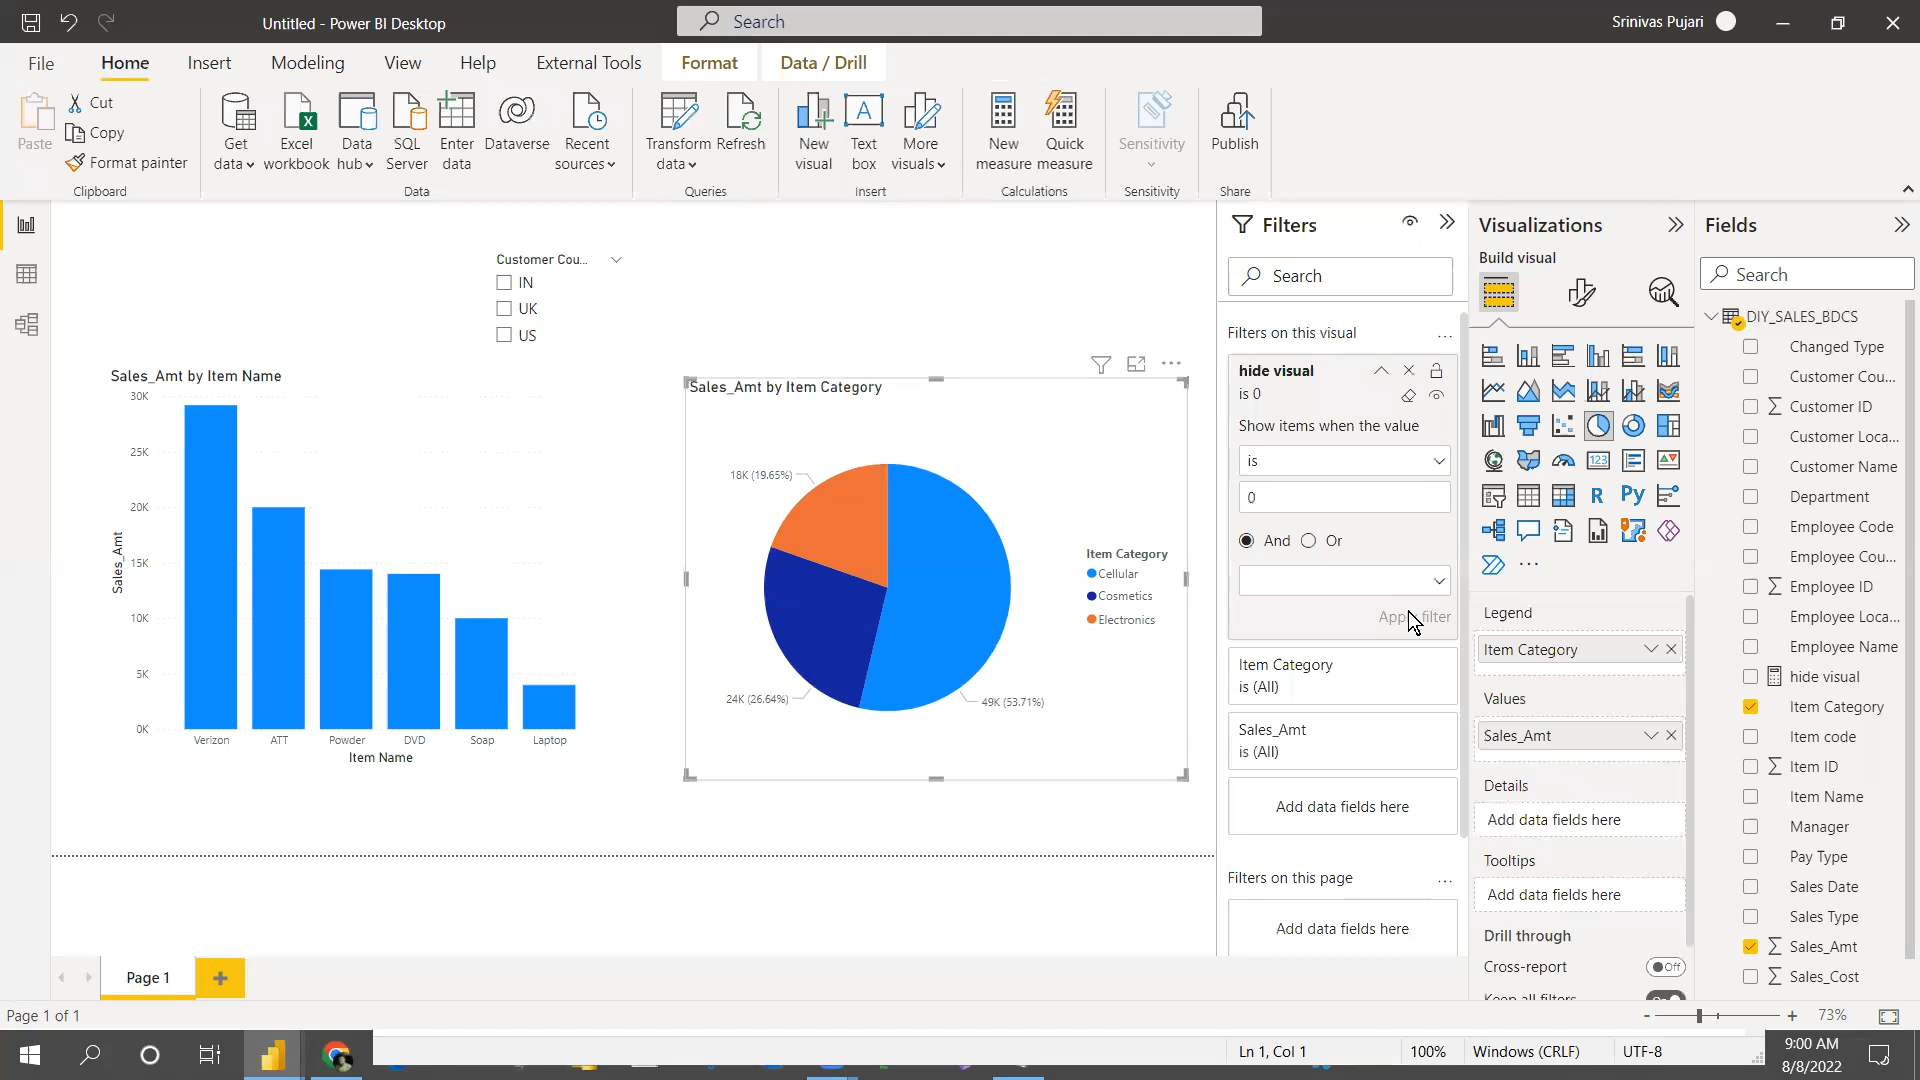 Untitled - Power BI Desktop
Search
Srinivas Pujari
File
Home
Insert
Modeling
View
Help
External Tools
Format
Data / Drill
Paste
Cut
Copy
Format painter
Clipboard
Get data
Excel workbook
Data hub
SQL Server
Enter data
Dataverse
Recent sources
Data
Transform data
Refresh
Queries
New visual
Text box
More visuals
Insert
New measure
Quick measure
Calculations
Sensitivity
Sensitivity
Publish
Share
Customer Cou...
IN
UK
US
Sales_Amt by Item Name
30K
25K
20K
15K
10K
5K
0K
Sales_Amt
Verizon
ATT
Powder
DVD
Soap
Laptop
Item Name
Sales_Amt by Item Category
18K (19.65%)
24K (26.64%)
49K (53.71%)
Item Category
Cellular
Cosmetics
Electronics
Filters
Search
Filters on this visual
...
hide visual
is 0
Show items when the value
is
0
And
Or
Apply filter
Item Category
is (All)
Sales_Amt
is (All)
Add data fields here
Filters on this page
...
Add data fields here
Visualizations
Build visual
123
R
Py
...
Legend
Item Category
Values
Sales_Amt
Details
Add data fields here
Tooltips
Add data fields here
Drill through
Cross-report
Off
Keep all filters
On
Fields
Search
DIY_SALES_BDCS
Changed Type
Customer Cou...
Customer ID
Customer Loca...
Customer Name
Department
Employee Code
Employee Cou...
Employee ID
Employee Loca...
Employee Name
hide visual
Item Category
Item code
Item ID
Item Name
Manager
Pay Type
Sales Date
Sales Type
Sales_Amt
Sales_Cost
Page 1
Page 1 of 1
- + 73%
Ln 1, Col 1
100%
Windows (CRLF)
UTF-8
9:00 AM
8/8/2022